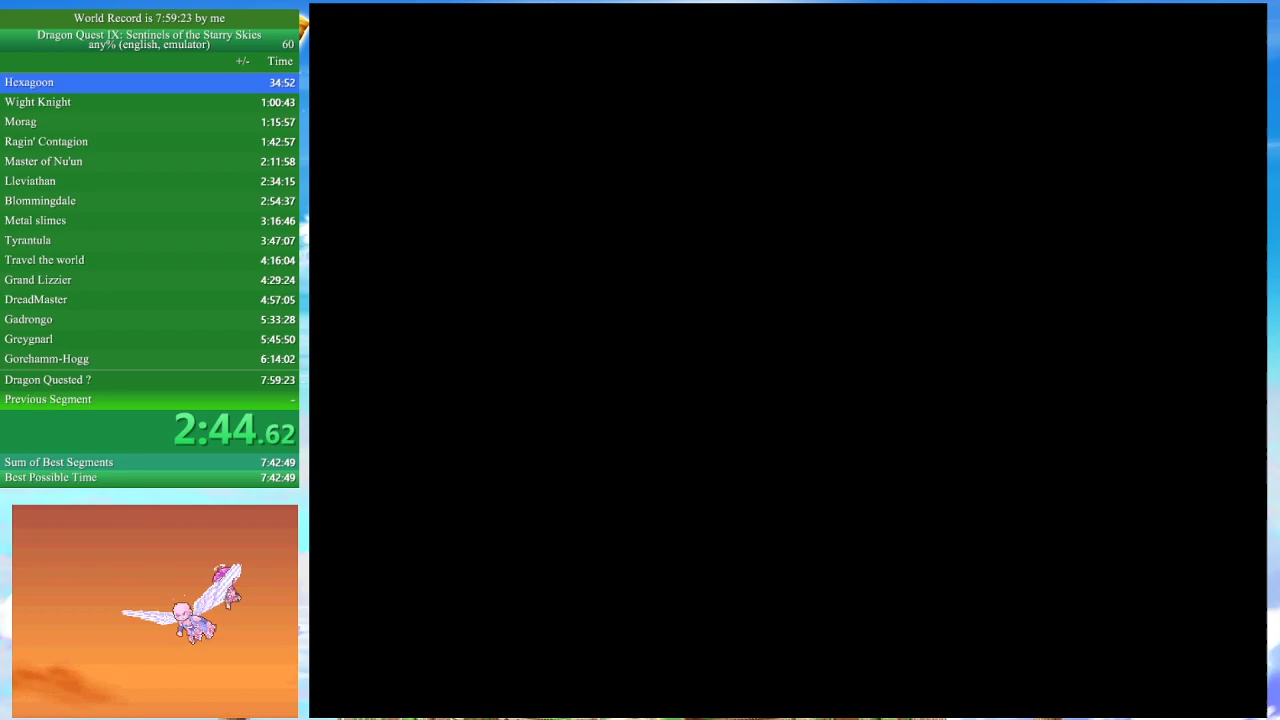 World Record is 7:59:23 by me
Dragon Quest IX: Sentinels of the Starry Skies
any% (english, emulator) 60
+/- Time
Hexagoon 34:52
Wight Knight 1:00:43
Morag 1:15:57
Ragin' Contagion 1:42:57
Master of Nu'un 2:11:58
Lleviathan 2:34:15
Blommingdale 2:54:37
Metal slimes 3:16:46
Tyrantula 3:47:07
Travel the world 4:16:04
Grand Lizzier 4:29:24
DreadMaster 4:57:05
Gadrongo 5:33:28
Greygnarl 5:45:50
Gorehamm-Hogg 6:14:02
Dragon Quested ? 7:59:23
Previous Segment -
2:44.62
Sum of Best Segments 7:42:49
Best Possible Time 7:42:49